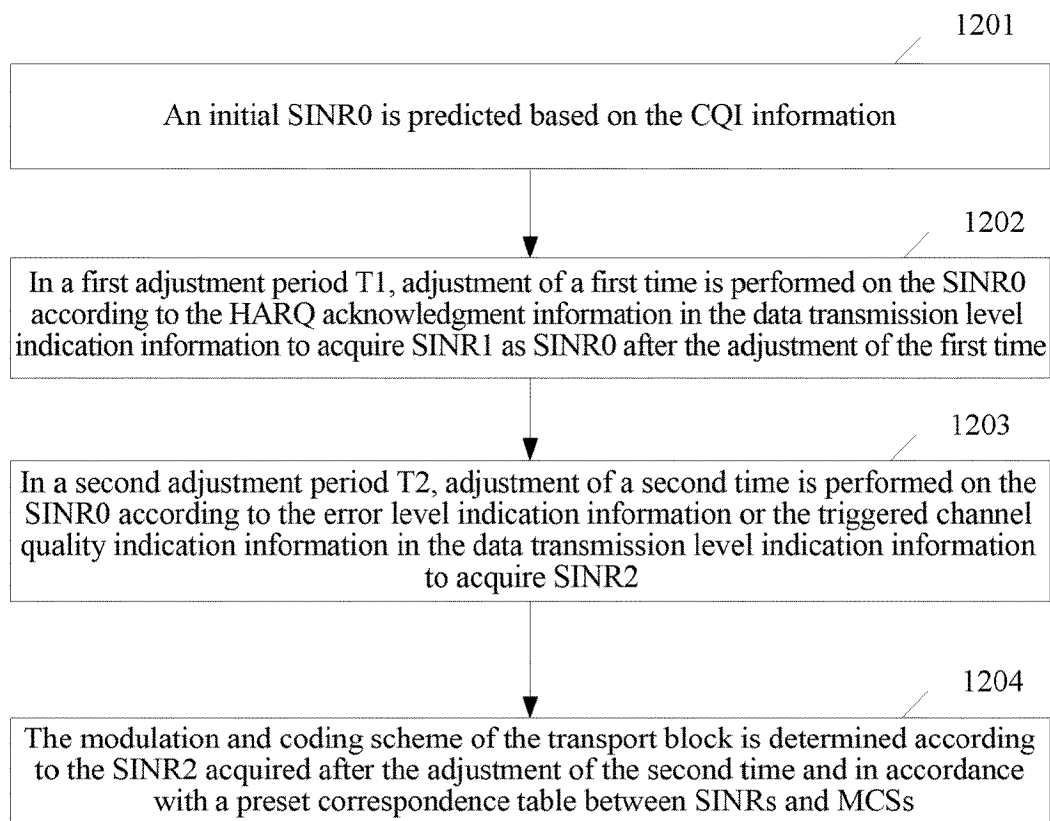 1201
An initial SINR0 is predicted based on the CQI information
1202
In a first adjustment period T1, adjustment of a first time is performed on the SINR0
according to the HARQ acknowledgment information in the data transmission level
indication information to acquire SINR1 as SINR0 after the adjustment of the first time
1203
In a second adjustment period T2, adjustment of a second time is performed on the
SINR0 according to the error level indication information or the triggered channel
quality indication information in the data transmission level indication information
to acquire SINR2
1204
The modulation and coding scheme of the transport block is determined according
to the SINR2 acquired after the adjustment of the second time and in accordance
with a preset correspondence table between SINRs and MCSs